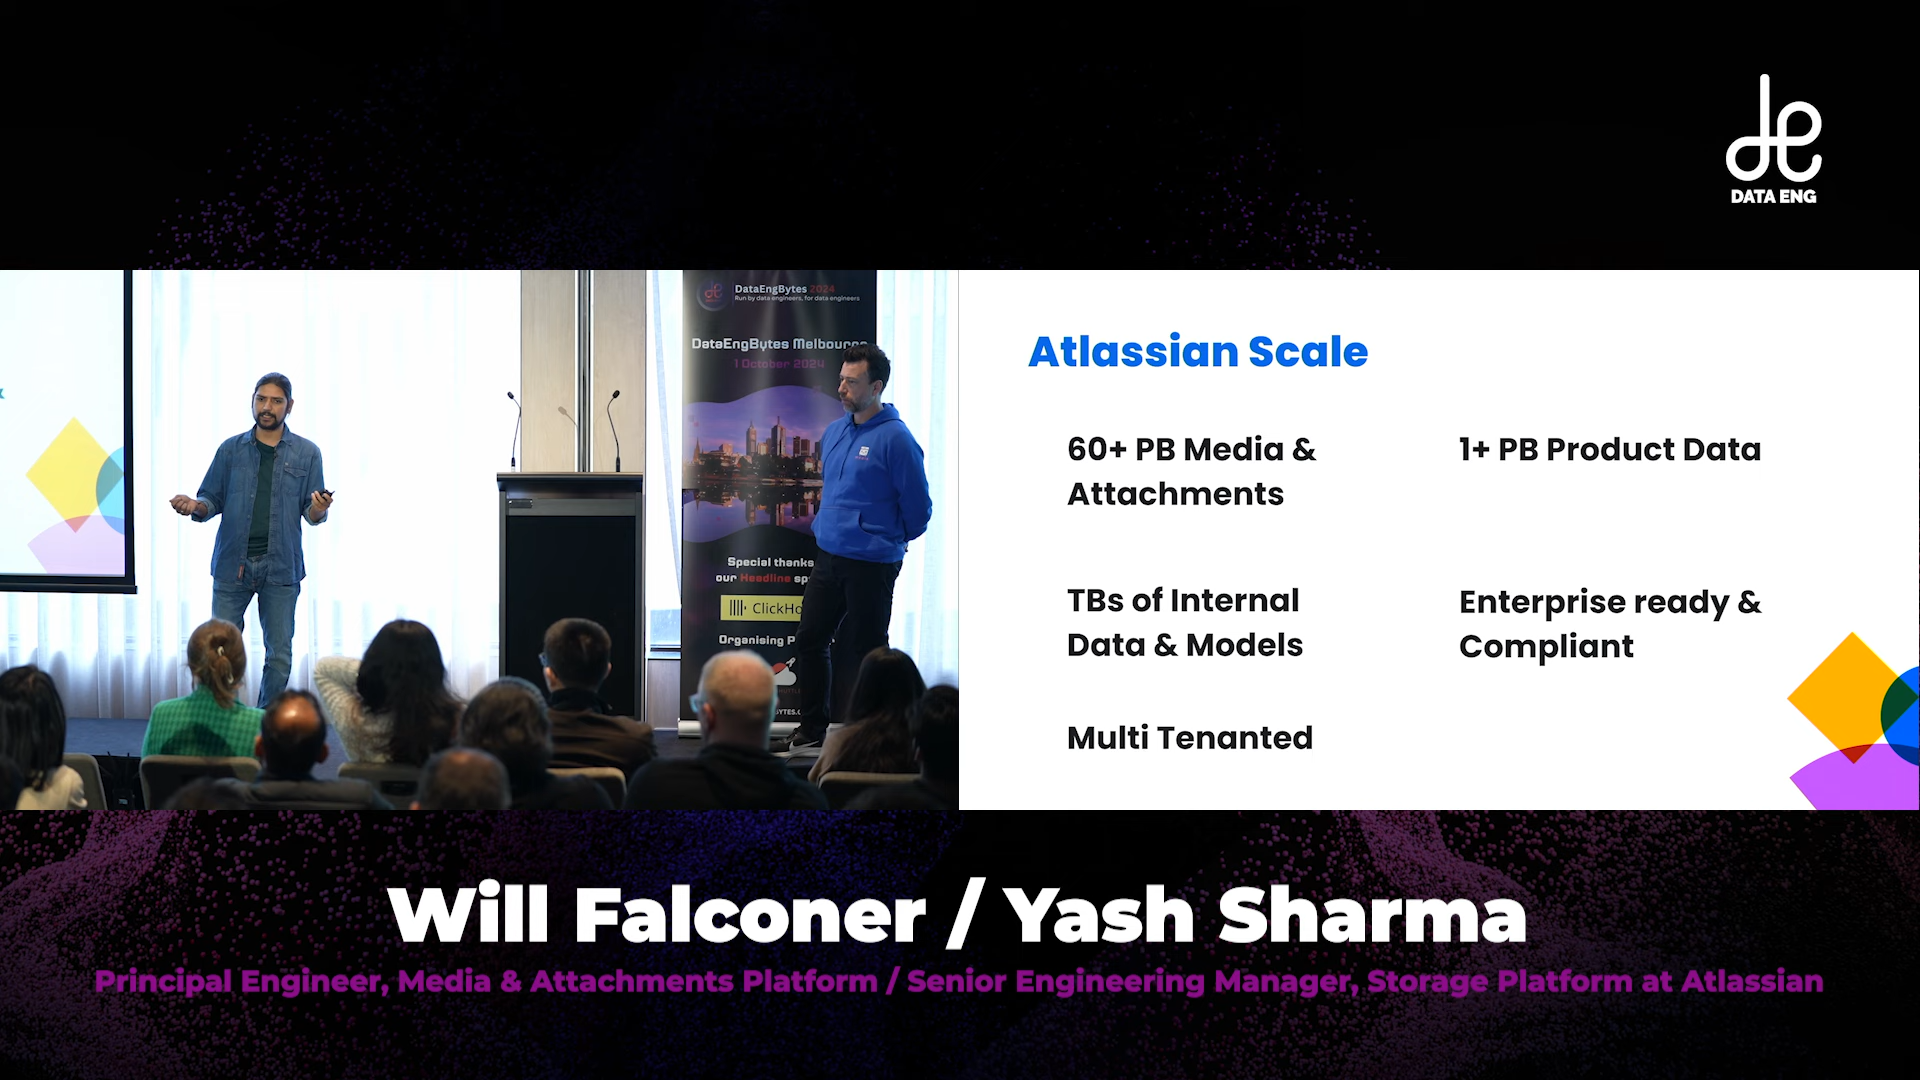 DATA ENG
DataEngBytes 2024
Run by data engineers, for data engineers
DataEngBytes Melbourne
1 October 2024
Special thanks
our Headline
Organising
Atlassian Scale
60+ PB Media &
Attachments
1+ PB Product Data
TBs of Internal
Data & Models
Enterprise ready &
Compliant
Multi Tenanted
Will Falconer / Yash Sharma
Principal Engineer, Media & Attachments Platform / Senior Engineering Manager, Storage Platform at Atlassian